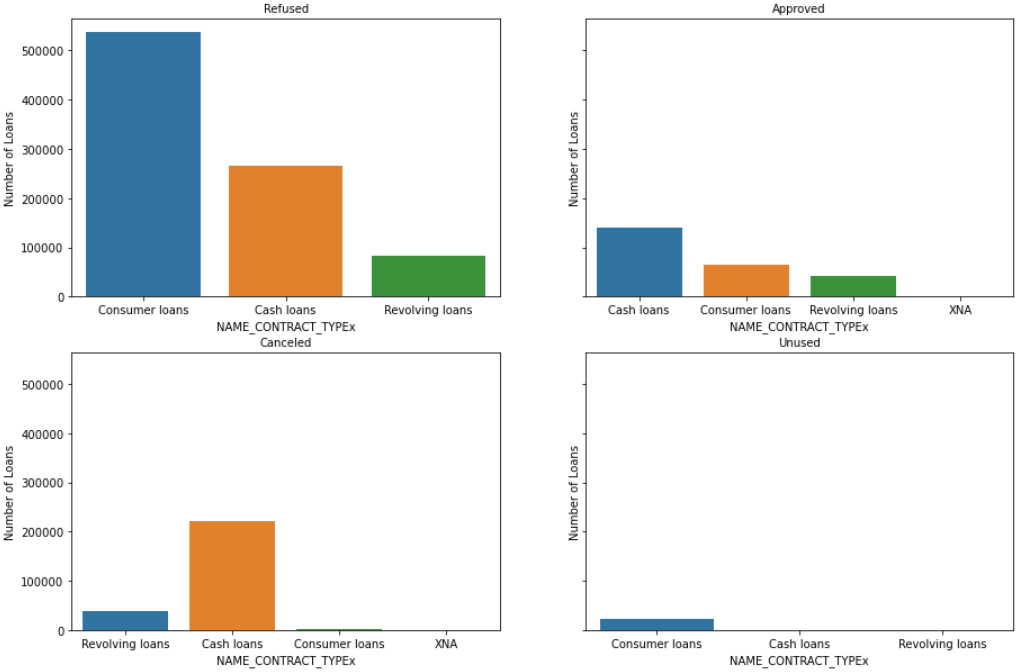 Refused
Number of Loans
500000
400000
300000
200000
100000
0
Consumer loans Cash loans Revolving loans
NAME_CONTRACT_TYPEx
Approved
Number of Loans
Cash loans Consumer loans Revolving loans XNA
NAME_CONTRACT_TYPEx
Canceled
Number of Loans
500000
400000
300000
200000
100000
0
Revolving loans Cash loans Consumer loans XNA
NAME_CONTRACT_TYPEx
Unused
Number of Loans
Consumer loans Cash loans Revolving loans
NAME_CONTRACT_TYPEx